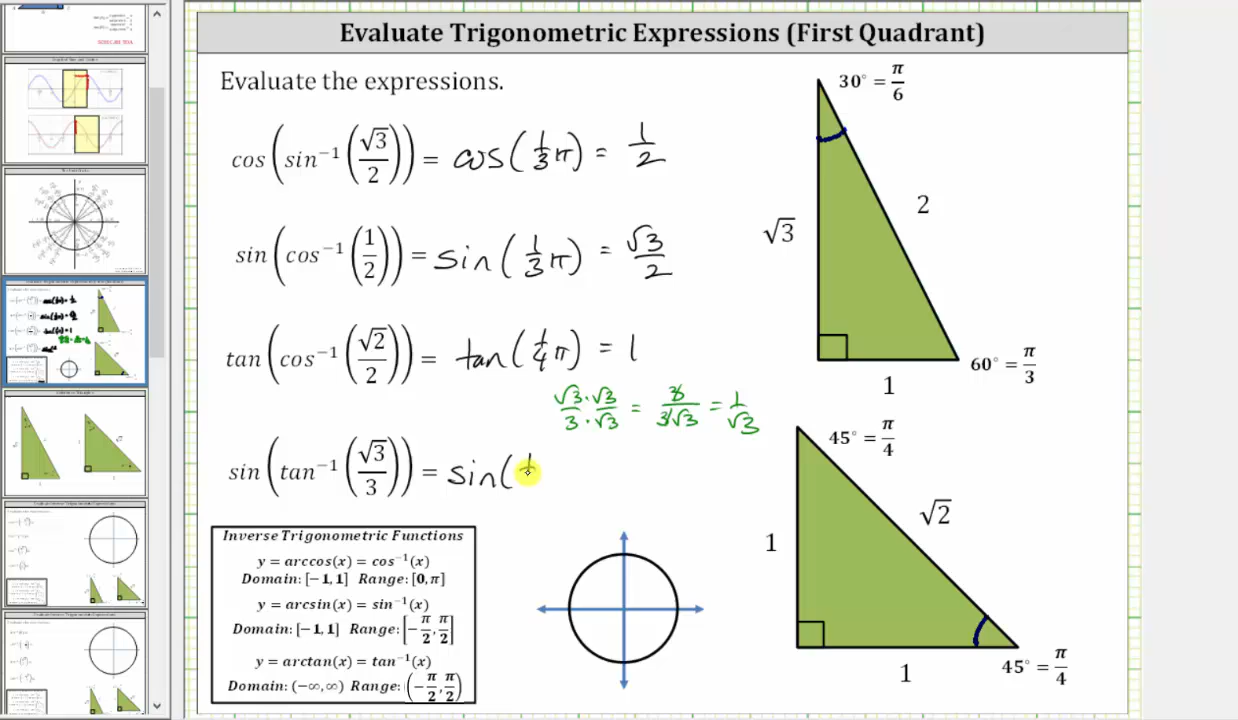 Evaluate Trigonometric Expressions (First Quadrant)
Evaluate the expressions.
cos(sin⁻¹(√3/2)) = cos(1/3 π) = 1/2
sin(cos⁻¹(1/2)) = sin(1/3 π) = √3/2
tan(cos⁻¹(√2/2)) = tan(1/4 π) = 1
√3·√3/3·√3 = 3/3√3 = 1/√3
sin(tan⁻¹(√3/3)) = sin(1
Inverse Trigonometric Functions
y = arccos(x) = cos⁻¹(x)
Domain: [−1, 1] Range: [0, π]
y = arcsin(x) = sin⁻¹(x)
Domain: [−1, 1] Range: [−π/2, π/2]
y = arctan(x) = tan⁻¹(x)
Domain: (−∞, ∞) Range: (−π/2, π/2)
30° = π/6
√3
2
1
60° = π/3
45° = π/4
1
√2
1
45° = π/4